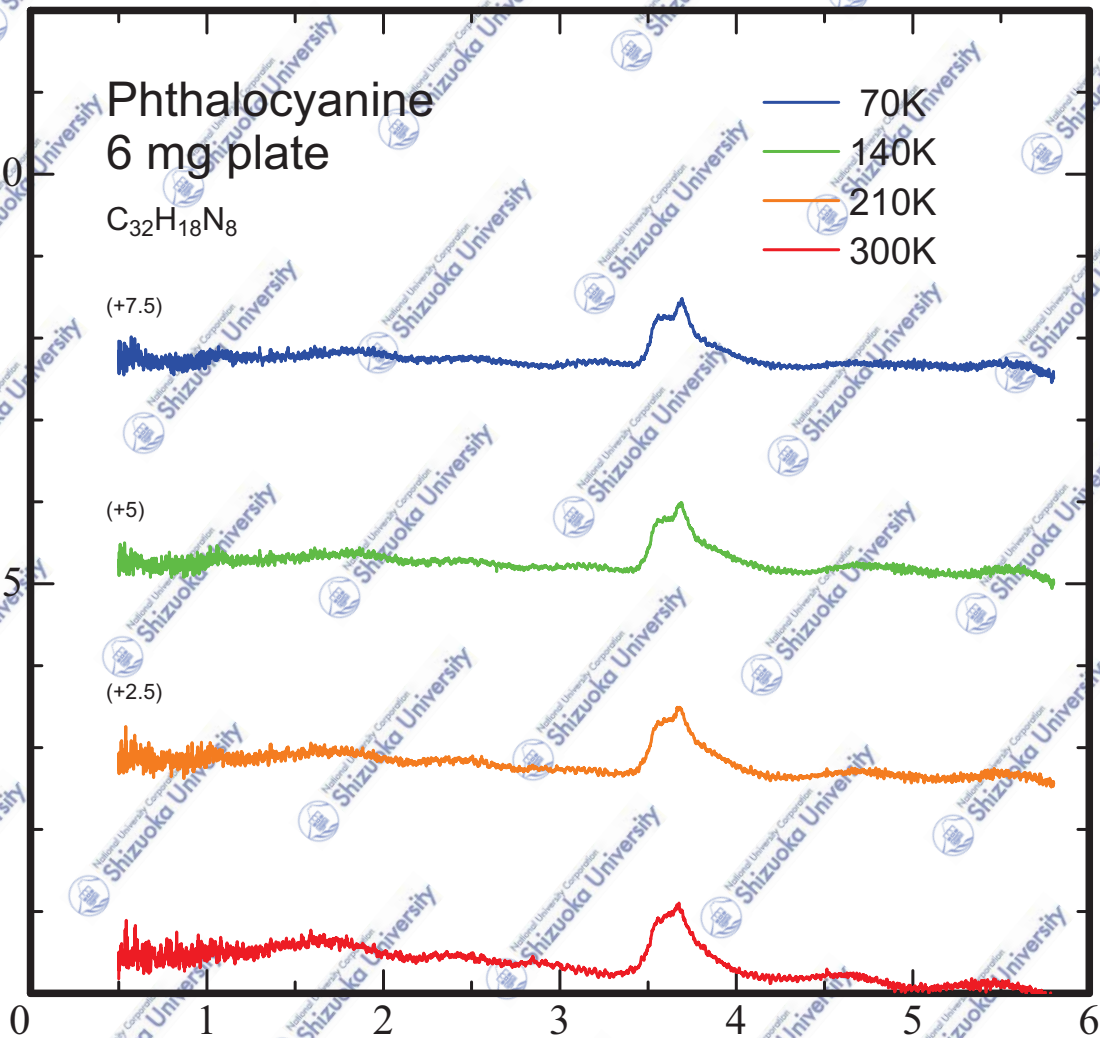 Phthalocyanine
6 mg plate
C₃₂H₁₈N₈
70K
140K
210K
300K
(+7.5)
(+5)
(+2.5)
0
5
0 1 2 3 4 5 6
National University Corporation
Shizuoka University